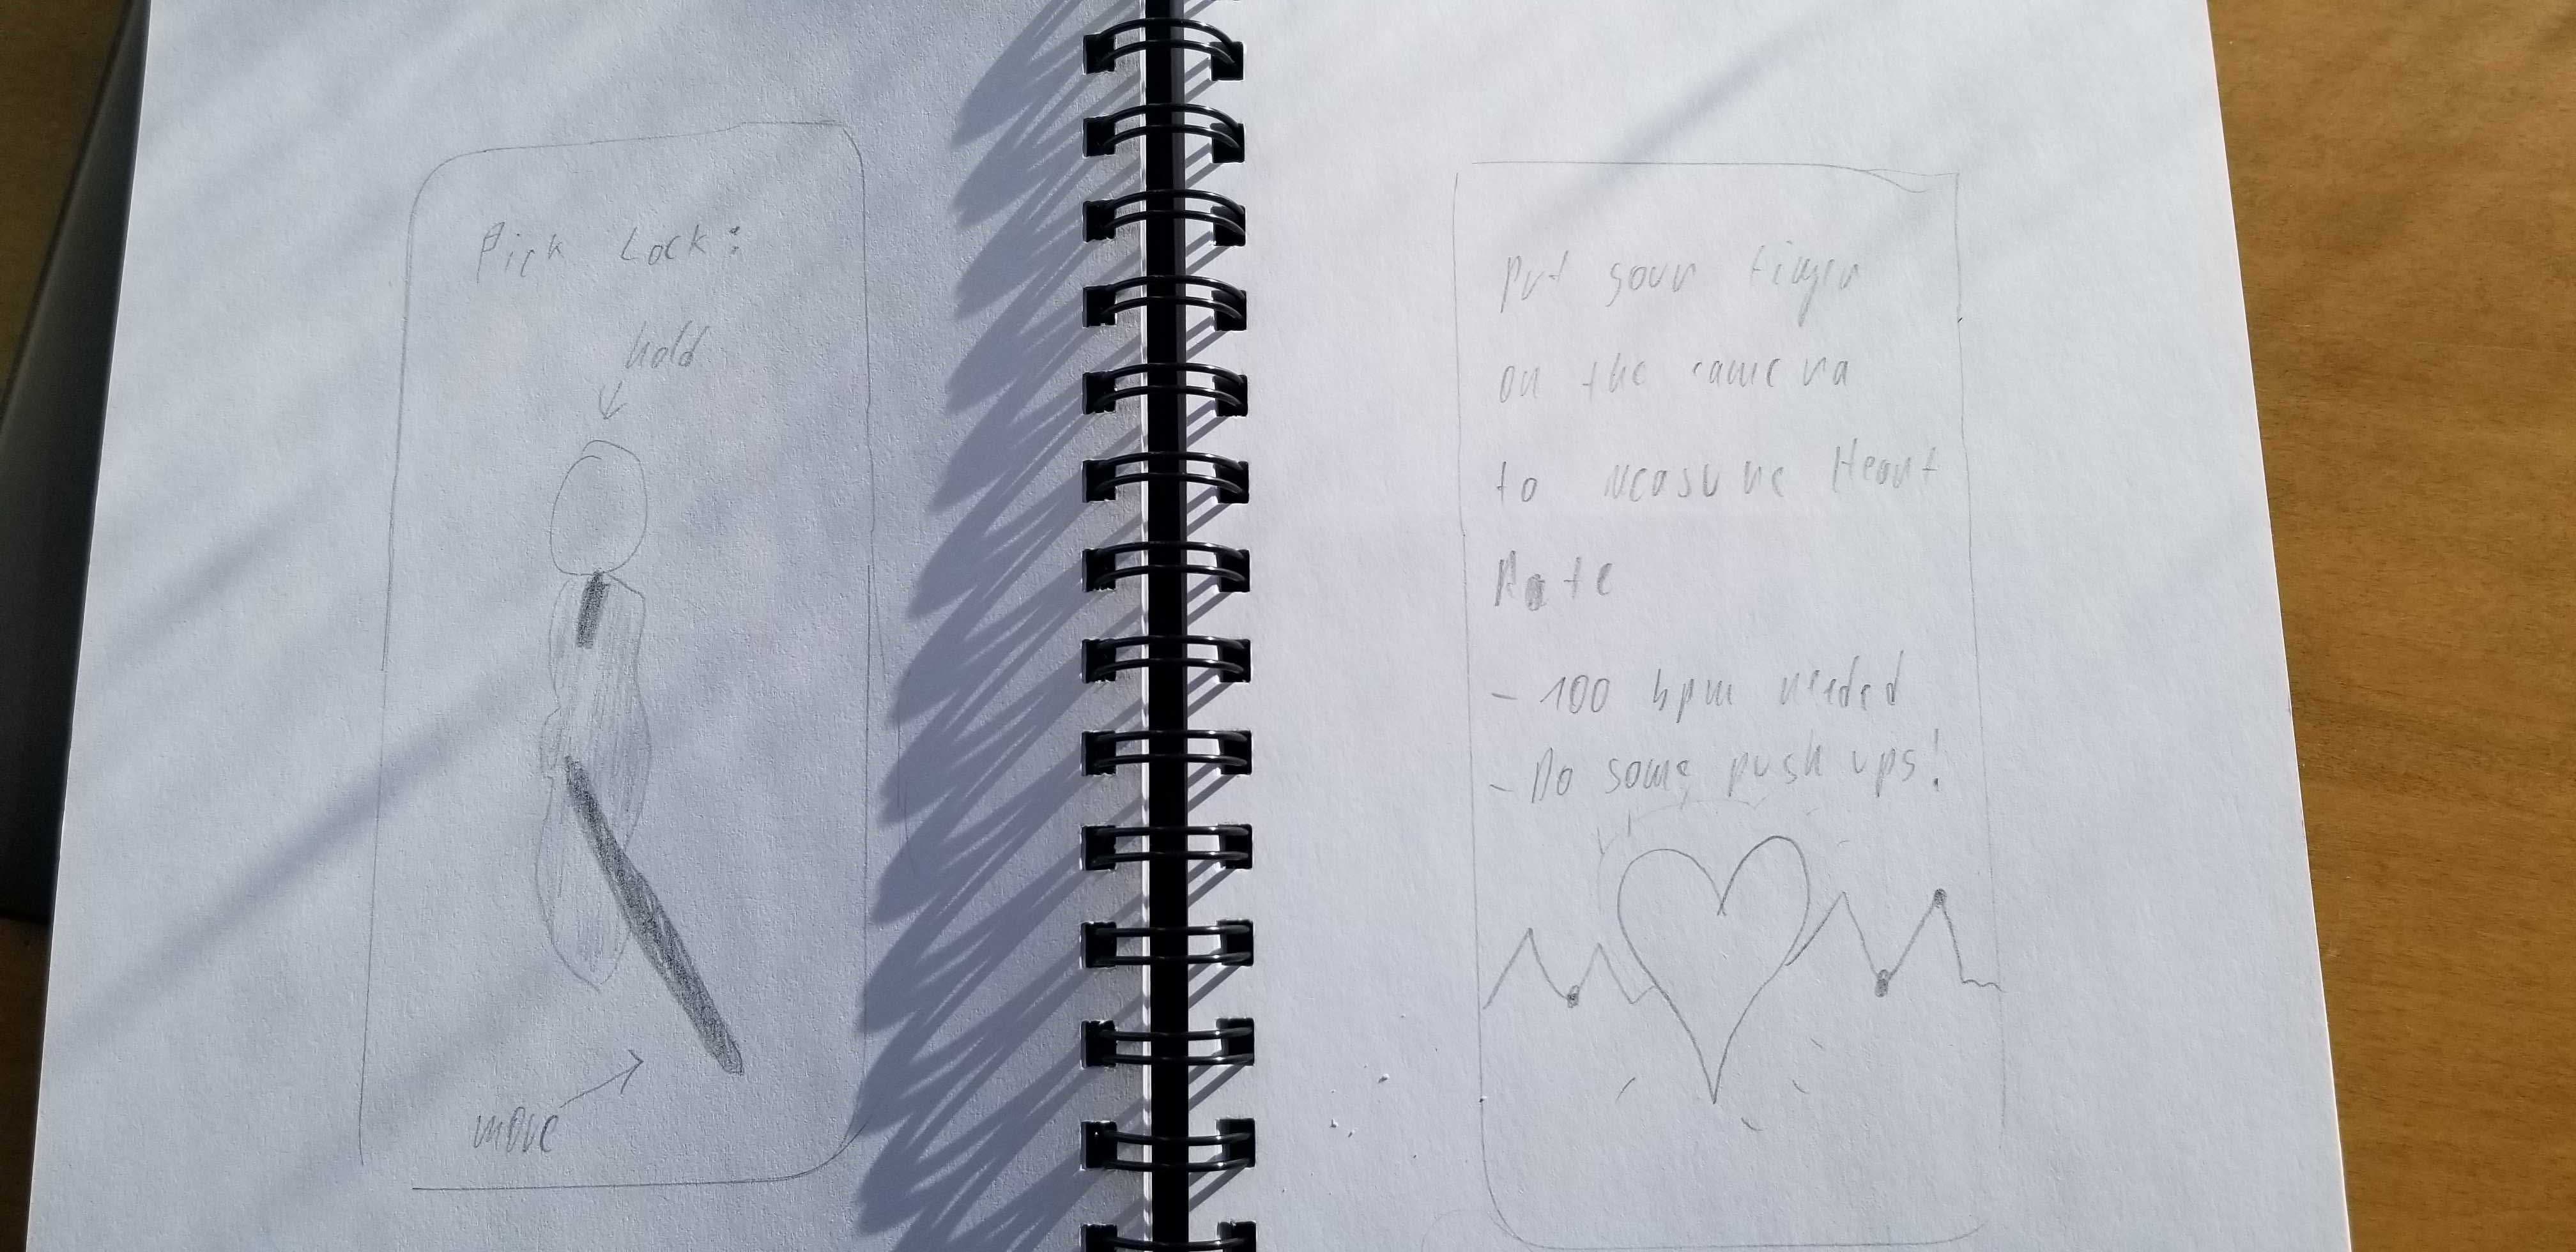 Pick Lock:
hold
move
Put your finger
on the camera
to measure Heart
Rate
- 100 bpm needed
- Do some push ups!